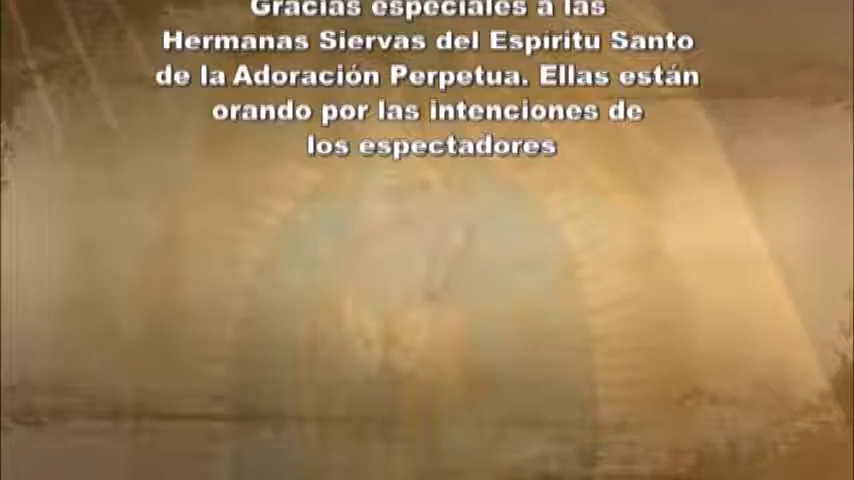 Gracias especiales a las
Hermanas Siervas del Espíritu Santo
de la Adoración Perpetua. Ellas están
orando por las intenciones de
los espectadores